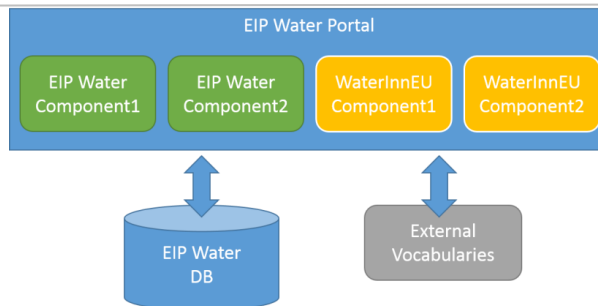 EIP Water Portal
EIP Water
Component1
EIP Water
Component2
WaterInnEU
Component1
WaterInnEU
Component2
EIP Water
DB
External
Vocabularies